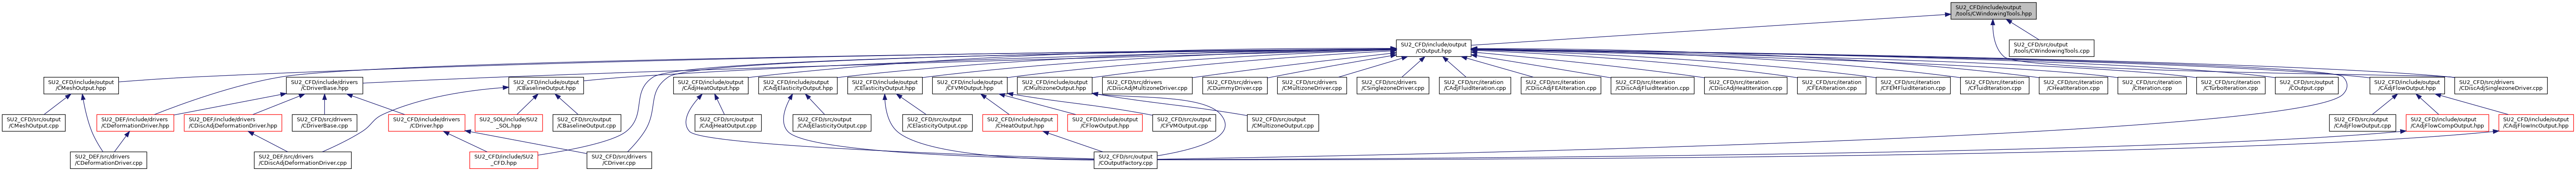 SU2_CFD/include/output
/tools/CWindowingTools.hpp
SU2_CFD/include/output
/COutput.hpp
SU2_CFD/src/output
/tools/CWindowingTools.cpp
SU2_CFD/include/output
/CMeshOutput.hpp
SU2_CFD/include/drivers
/CDriverBase.hpp
SU2_CFD/include/output
/CBaselineOutput.hpp
SU2_CFD/include/output
/CAdjHeatOutput.hpp
SU2_CFD/include/output
/CAdjElasticityOutput.hpp
SU2_CFD/include/output
/CElasticityOutput.hpp
SU2_CFD/include/output
/CFVMOutput.hpp
SU2_CFD/include/output
/CMultizoneOutput.hpp
SU2_CFD/src/drivers
/CDiscAdjMultizoneDriver.cpp
SU2_CFD/src/drivers
/CDummyDriver.cpp
SU2_CFD/src/drivers
/CMultizoneDriver.cpp
SU2_CFD/src/drivers
/CSinglezoneDriver.cpp
SU2_CFD/src/iteration
/CAdjFluidIteration.cpp
SU2_CFD/src/iteration
/CDiscAdjFEAIteration.cpp
SU2_CFD/src/iteration
/CDiscAdjFluidIteration.cpp
SU2_CFD/src/iteration
/CDiscAdjHeatIteration.cpp
SU2_CFD/src/iteration
/CFEAIteration.cpp
SU2_CFD/src/iteration
/CFEMFluidIteration.cpp
SU2_CFD/src/iteration
/CFluidIteration.cpp
SU2_CFD/src/iteration
/CHeatIteration.cpp
SU2_CFD/src/iteration
/CIteration.cpp
SU2_CFD/src/iteration
/CTurboIteration.cpp
SU2_CFD/src/output
/COutput.cpp
SU2_CFD/include/output
/CAdjFlowOutput.hpp
SU2_CFD/src/drivers
/CDiscAdjSinglezoneDriver.cpp
SU2_CFD/src/output
/CMeshOutput.cpp
SU2_DEF/include/drivers
/CDeformationDriver.hpp
SU2_DEF/include/drivers
/CDiscAdjDeformationDriver.hpp
SU2_CFD/src/drivers
/CDriverBase.cpp
SU2_CFD/include/drivers
/CDriver.hpp
SU2_SOL/include/SU2
_SOL.hpp
SU2_CFD/src/output
/CBaselineOutput.cpp
SU2_CFD/src/output
/CAdjHeatOutput.cpp
SU2_CFD/src/output
/CAdjElasticityOutput.cpp
SU2_CFD/src/output
/CElasticityOutput.cpp
SU2_CFD/include/output
/CHeatOutput.hpp
SU2_CFD/include/output
/CFlowOutput.hpp
SU2_CFD/src/output
/CFVMOutput.cpp
SU2_CFD/src/output
/CMultizoneOutput.cpp
SU2_CFD/src/output
/CAdjFlowOutput.cpp
SU2_CFD/include/output
/CAdjFlowCompOutput.hpp
SU2_CFD/include/output
/CAdjFlowIncOutput.hpp
SU2_DEF/src/drivers
/CDeformationDriver.cpp
SU2_DEF/src/drivers
/CDiscAdjDeformationDriver.cpp
SU2_CFD/include/SU2
_CFD.hpp
SU2_CFD/src/drivers
/CDriver.cpp
SU2_CFD/src/output
/COutputFactory.cpp